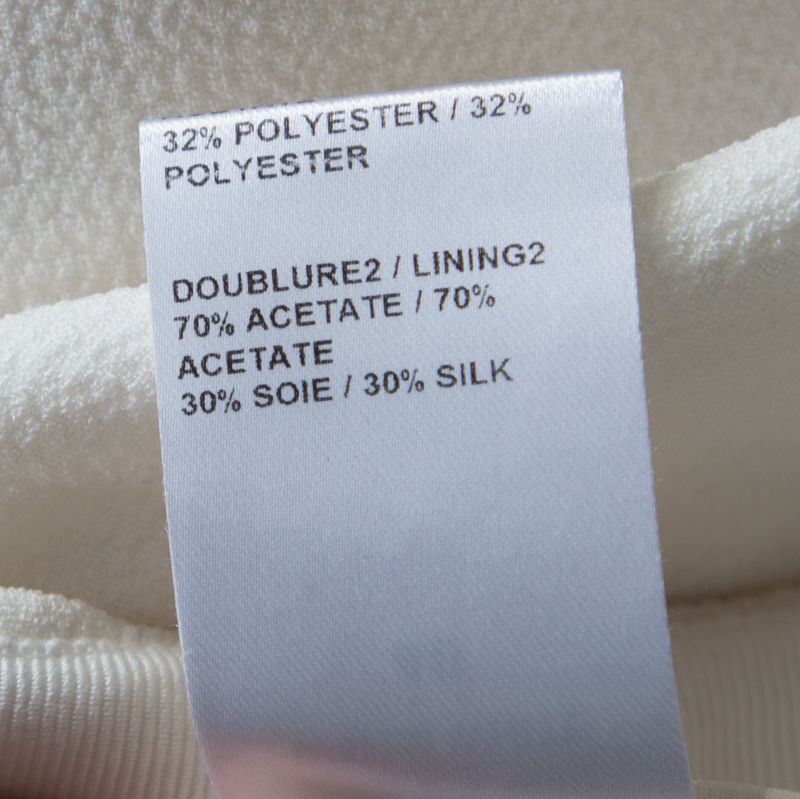 32% POLYESTER / 32%
POLYESTER
DOUBLURE2 / LINING2
70% ACETATE / 70%
ACETATE
30% SOIE / 30% SILK